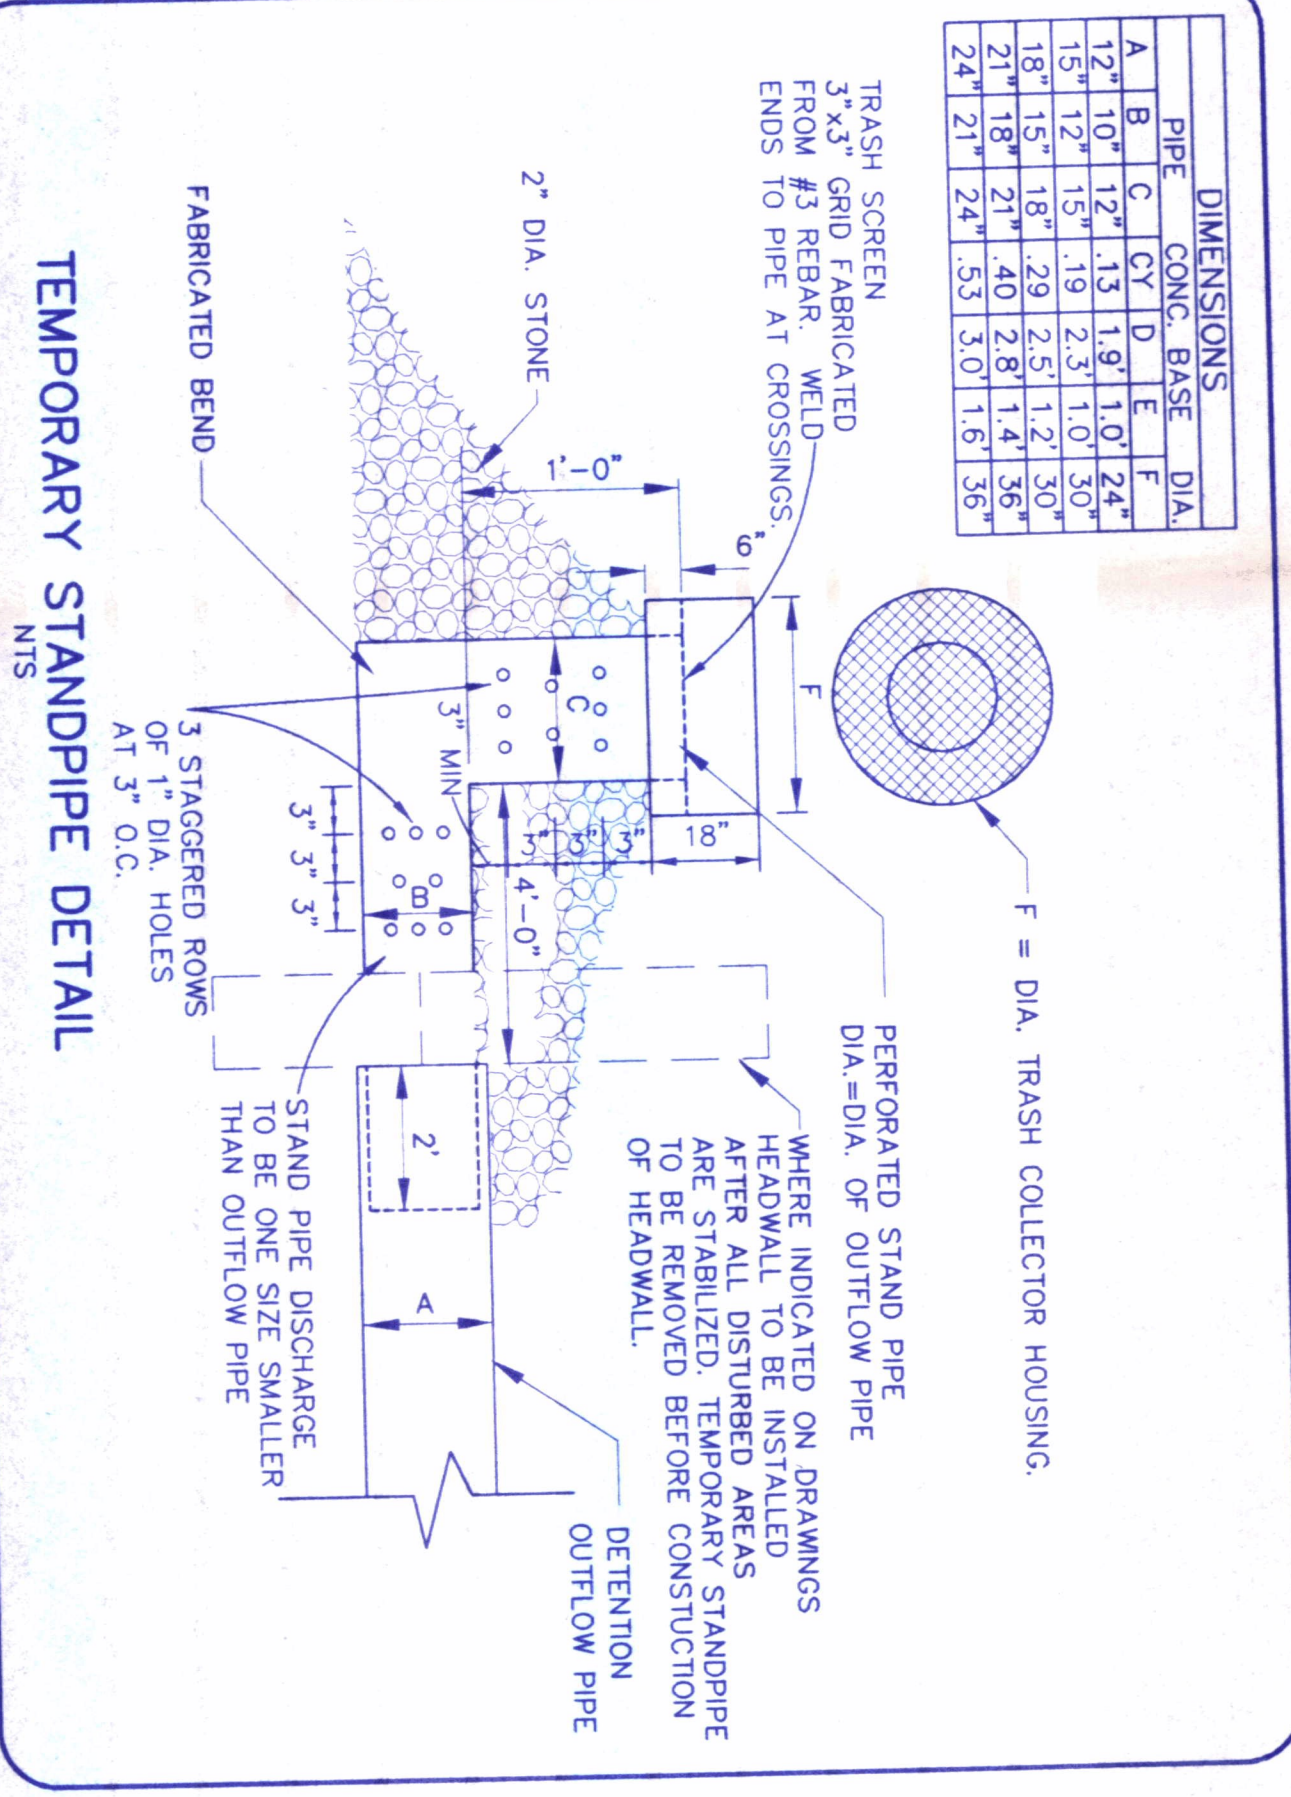 DIMENSIONS
PIPE CONC. BASE DIA.
A B C CY D E F
12" 10" 12" .13 1.9' 1.0' 24"
15" 12" 15" .19 2.3' 1.0' 30"
18" 15" 18" .29 2.5' 1.2' 30"
21" 18" 21" .40 2.8' 1.4' 36"
24" 21" 24" .53 3.0' 1.6' 36"
F = DIA. TRASH COLLECTOR HOUSING.
TRASH SCREEN
3"x3" GRID FABRICATED
FROM #3 REBAR. WELD
ENDS TO PIPE AT CROSSINGS.
PERFORATED STAND PIPE
DIA.=DIA. OF OUTFLOW PIPE
F
6"
18"
1'-0"
2" DIA. STONE
C
3"
3"
3"
4'-0"
3" MIN
WHERE INDICATED ON DRAWINGS
HEADWALL TO BE INSTALLED
AFTER ALL DISTURBED AREAS
ARE STABILIZED. TEMPORARY STANDPIPE
TO BE REMOVED BEFORE CONSTUCTION
OF HEADWALL.
DETENTION
OUTFLOW PIPE
B
2'
A
3" 3" 3"
FABRICATED BEND
3 STAGGERED ROWS
OF 1" DIA. HOLES
AT 3" O.C.
STAND PIPE DISCHARGE
TO BE ONE SIZE SMALLER
THAN OUTFLOW PIPE
TEMPORARY STANDPIPE DETAIL
NTS